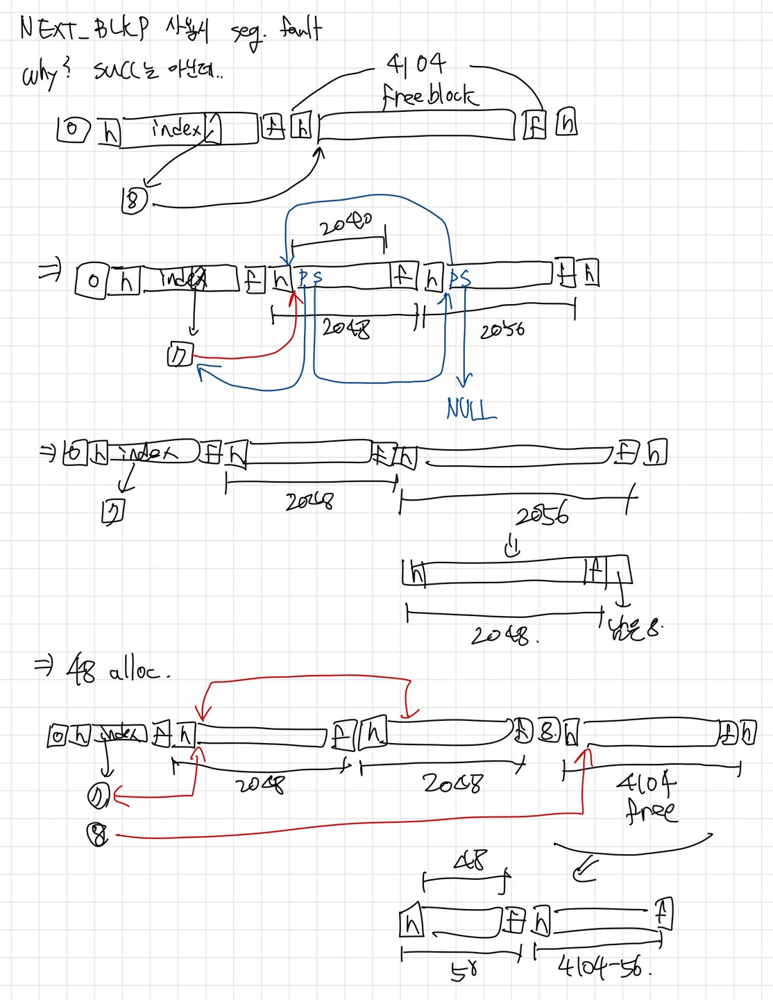 NEXT_BLKP 사용시 seg. fault
why? succ는 아닌데..
4104
free block
0 h index f h f h
8
2040
⇒ 0 h index f h P S f h P S f h
2048 2056
7
NULL
⇒ 0 h index f h f h f h
2048
7 2056
h f
2048. 남는 8.
⇒ 48 alloc.
0 h index f h f h f 8 h f h
2048 2048 4104
7 free
8
48
h f h f
56 4104-56.